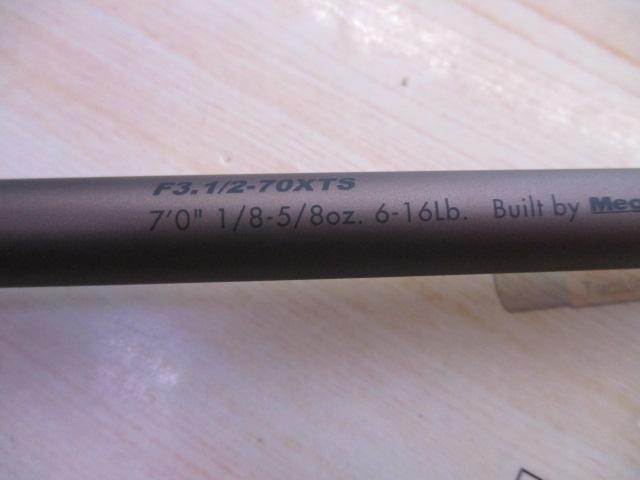 F3.1/2-70XTS
7'0" 1/8-5/8oz. 6-16Lb. Built by